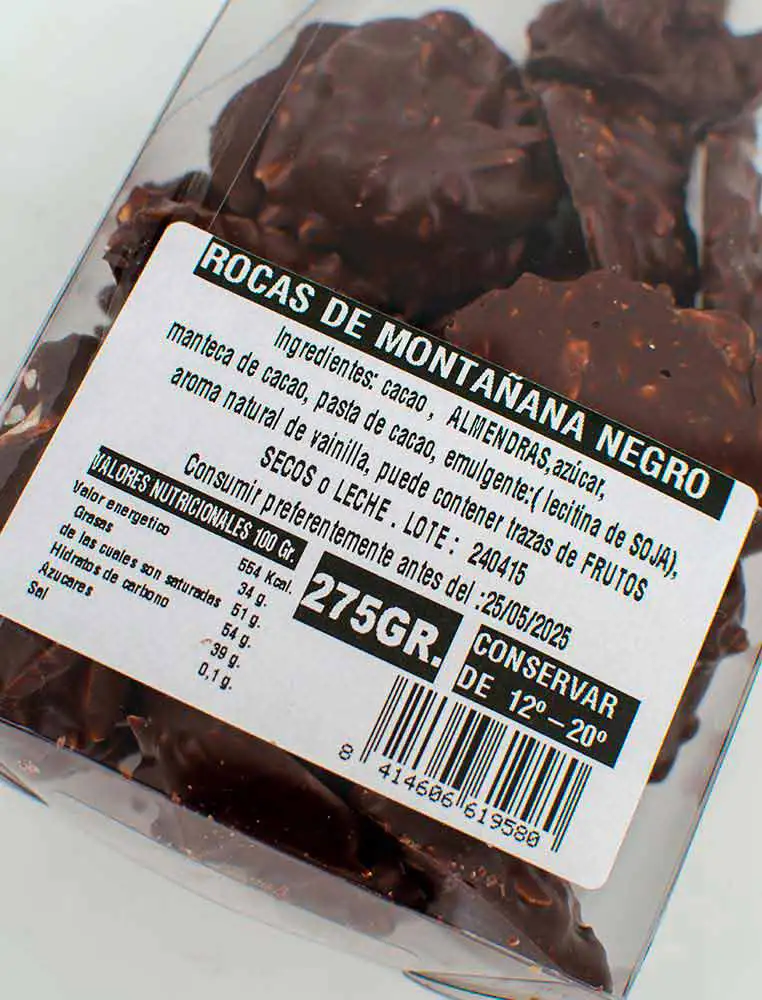 ROCAS DE MONTAÑANA NEGRO
Ingredientes: cacao, ALMENDRAS, azúcar,
manteca de cacao, pasta de cacao, emulgente:( lecitina de SOJA),
aroma natural de vainilla, puede contener trazas de FRUTOS
SECOS o LECHE. LOTE: 240415
Consumir preferentemente antes del :25/05/2025
VALORES NUTRICIONALES 100 Gr.
Valor energetico 554 Kcal.
Grasas 34 g.
de las cuales son saturadas 51 g.
Hidratos de carbono 54 g.
Azucares 39 g.
Sal 0,1 g.
275GR.
CONSERVAR
DE 12º – 20º
8 414606 619580